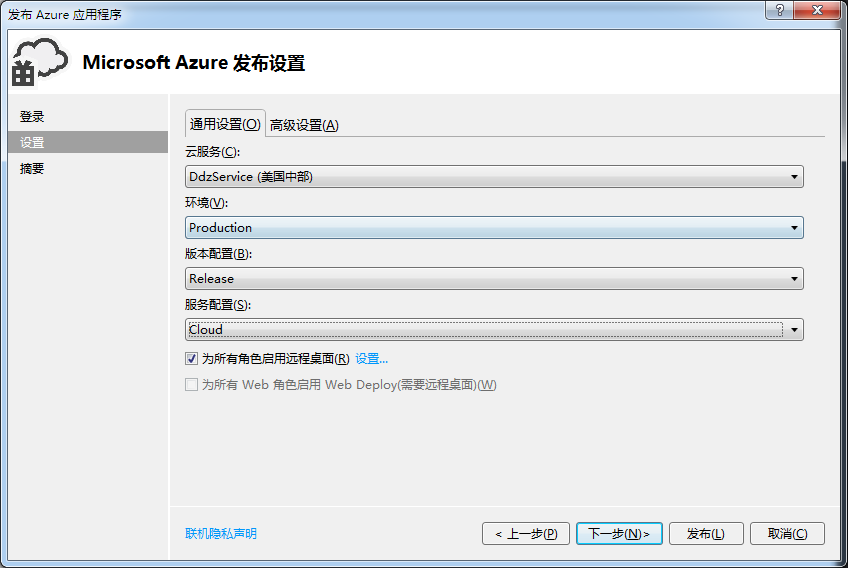 发布 Azure 应用程序
?
Microsoft Azure 发布设置
登录
设置
摘要
通用设置(O) 高级设置(A)
云服务(C):
DdzService (美国中部)
环境(V):
Production
版本配置(B):
Release
服务配置(S):
Cloud
为所有角色启用远程桌面(R) 设置...
为所有 Web 角色启用 Web Deploy(需要远程桌面)(W)
联机隐私声明 < 上一步(P) 下一步(N)> 发布(L) 取消(C)